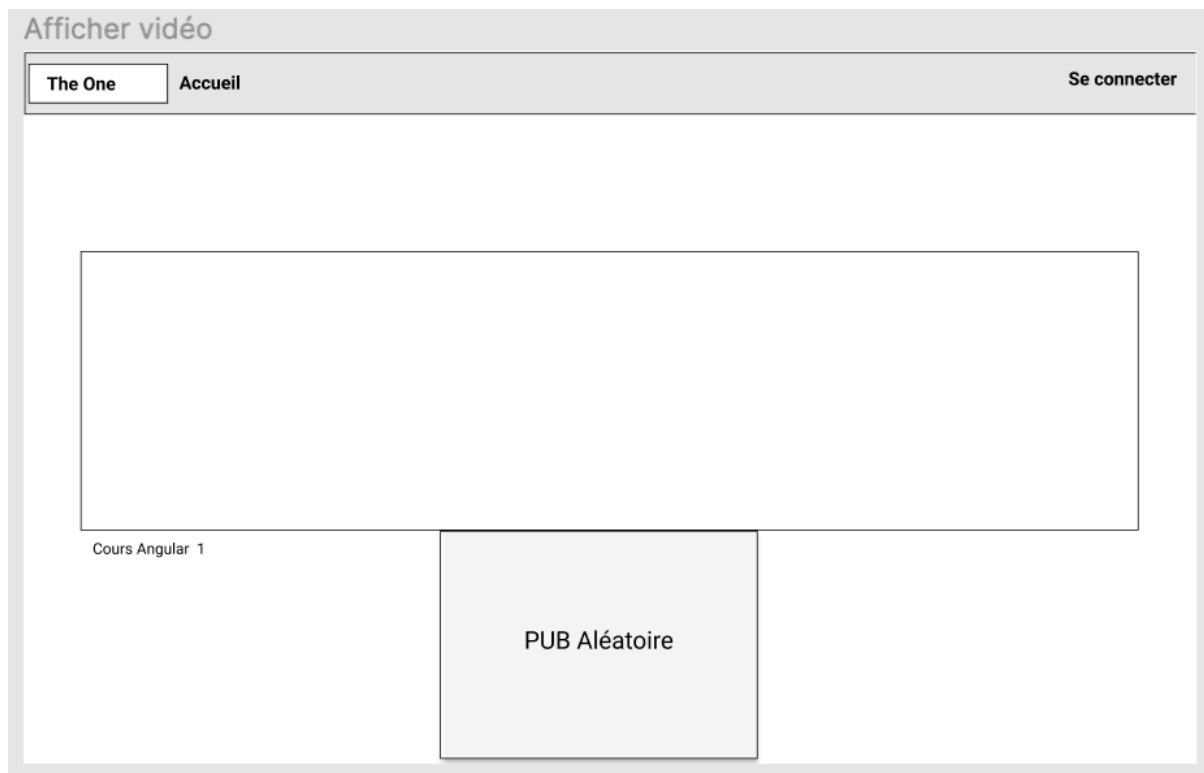 Afficher vidéo
The One
Accueil
Se connecter
Cours Angular 1
PUB Aléatoire